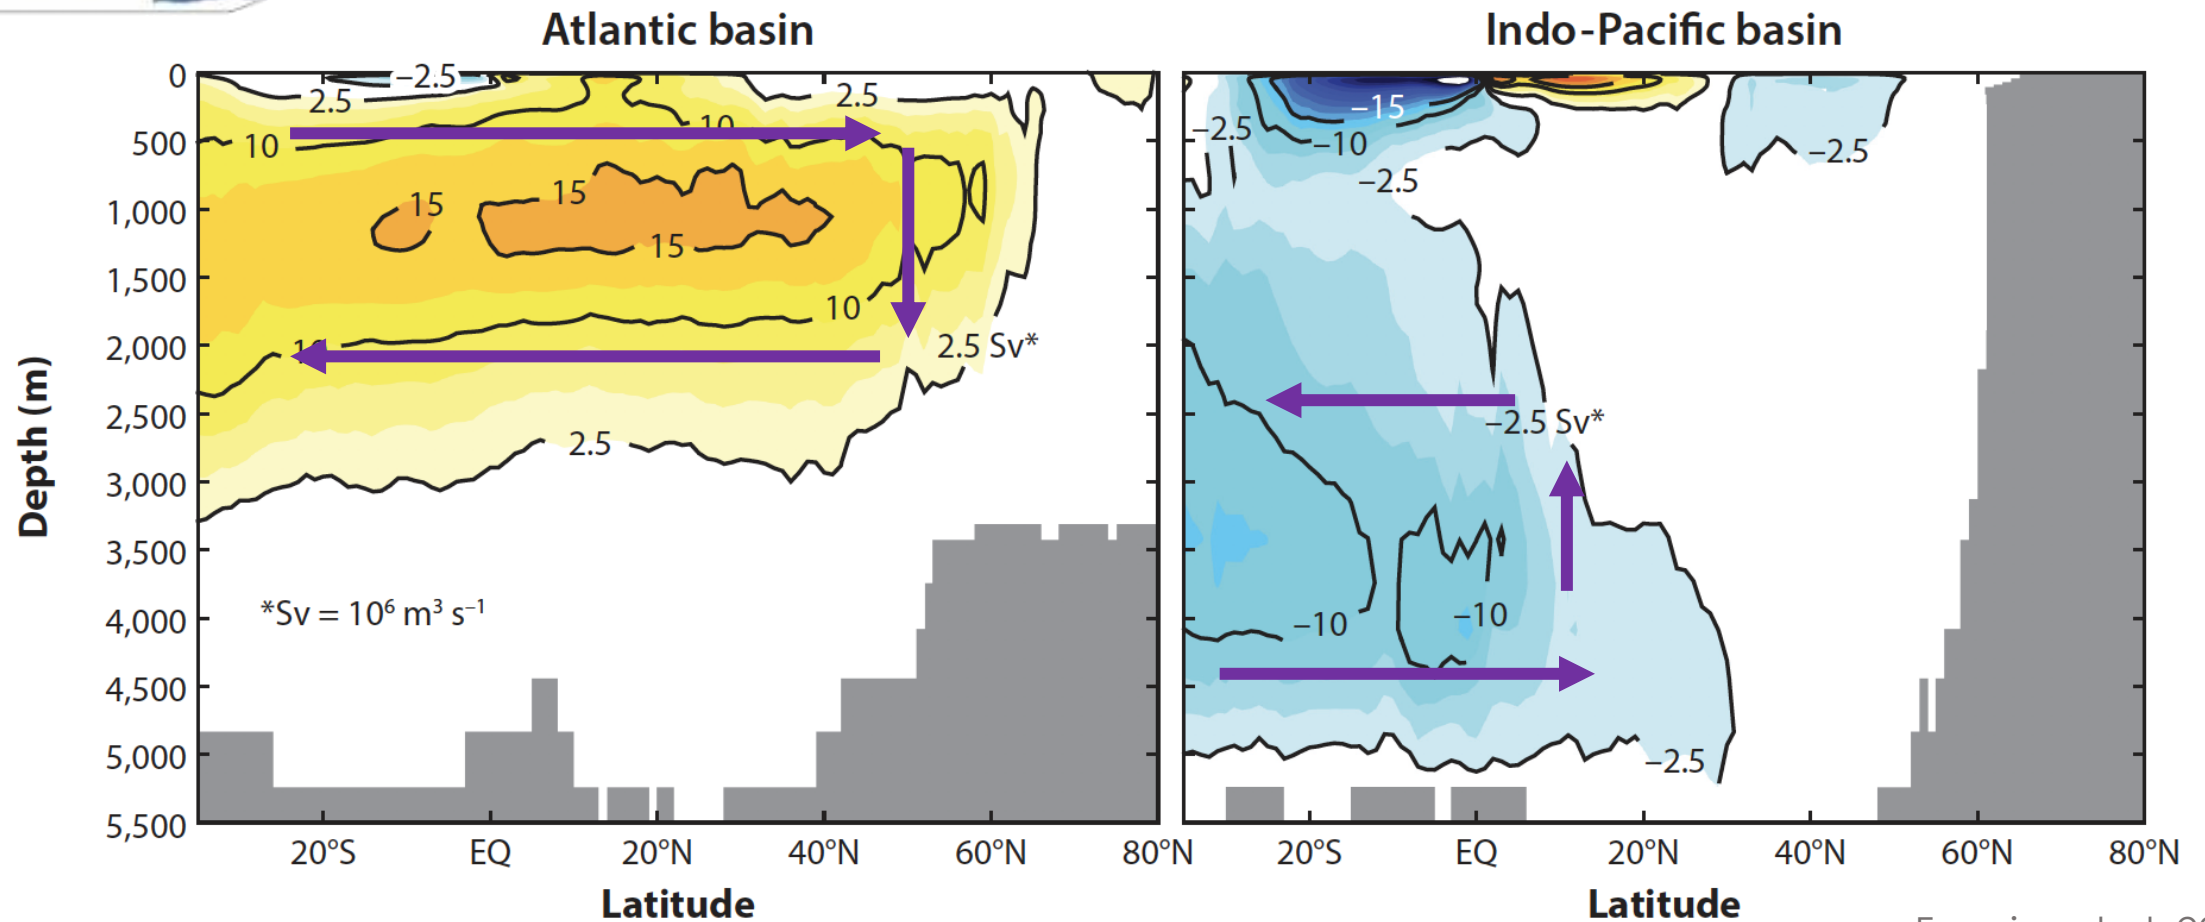 Atlantic basin
Indo-Pacific basin
Depth (m)
0
500
1,000
1,500
2,000
2,500
3,000
3,500
4,000
4,500
5,000
5,500
−2.5
2.5
2.5
10
10
15
15
15
10
10
2.5 Sv*
2.5
*Sv = 10⁶ m³ s⁻¹
20°S
EQ
20°N
40°N
60°N
80°N
Latitude
−15
−2.5
−10
−2.5
−2.5
−2.5 Sv*
−10
−10
−2.5
20°S
EQ
20°N
40°N
60°N
80°N
Latitude